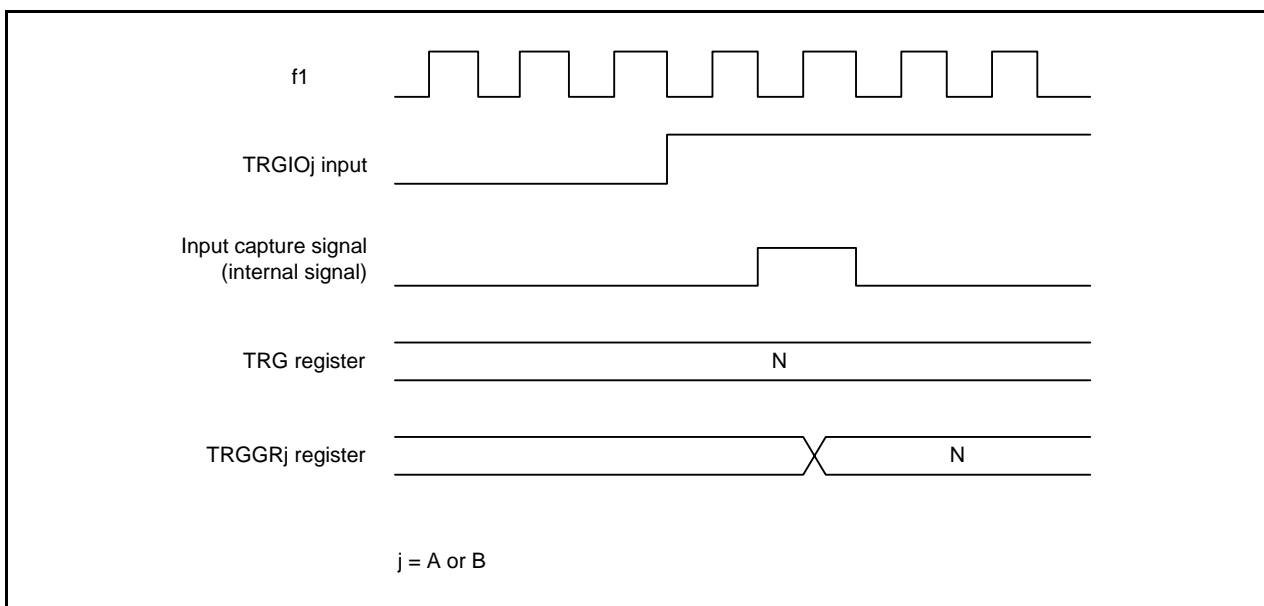 f1
TRGIOj input
Input capture signal
(internal signal)
TRG register
N
TRGGRj register
N
j = A or B